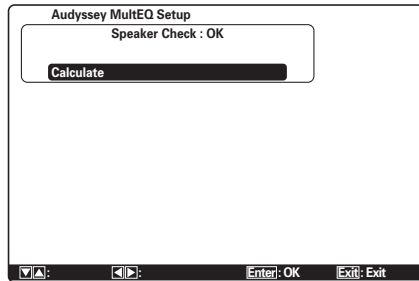 Audyssey MultEQ Setup
Speaker Check : OK
Calculate
▼▲: ◀▶: Enter: OK Exit: Exit